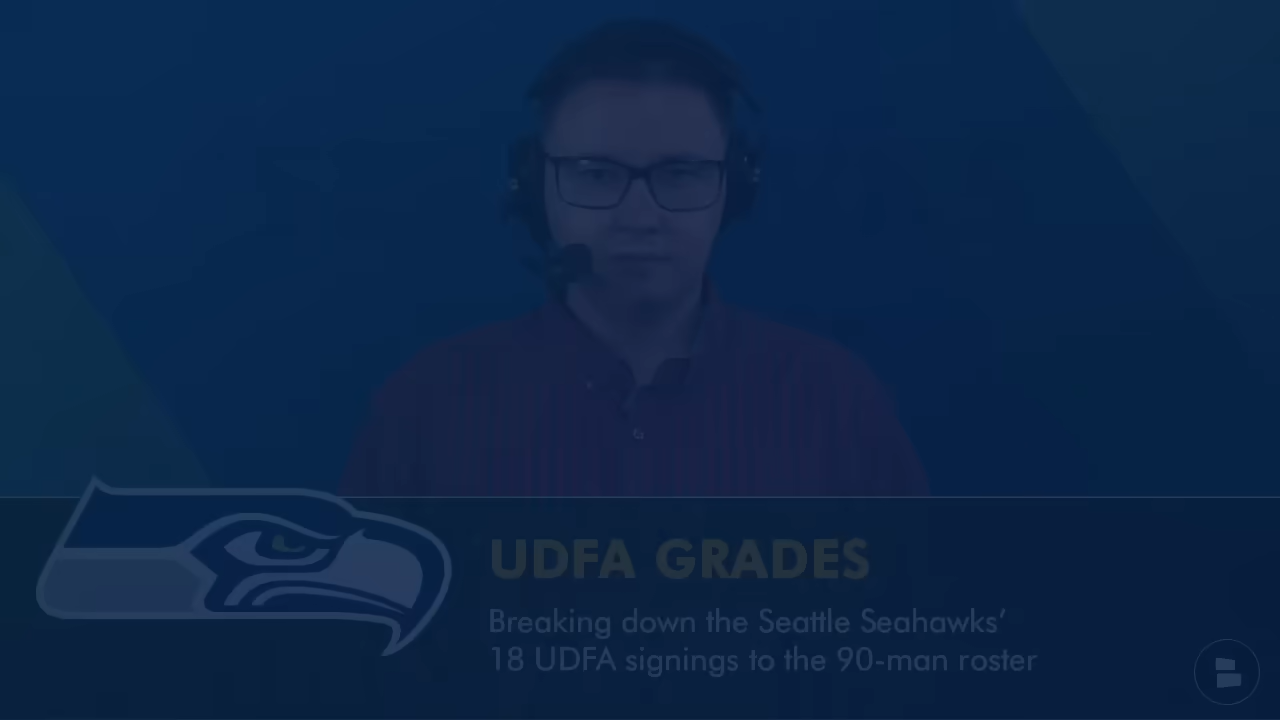 UDFA GRADES
Breaking down the Seattle Seahawks’
18 UDFA signings to the 90-man roster